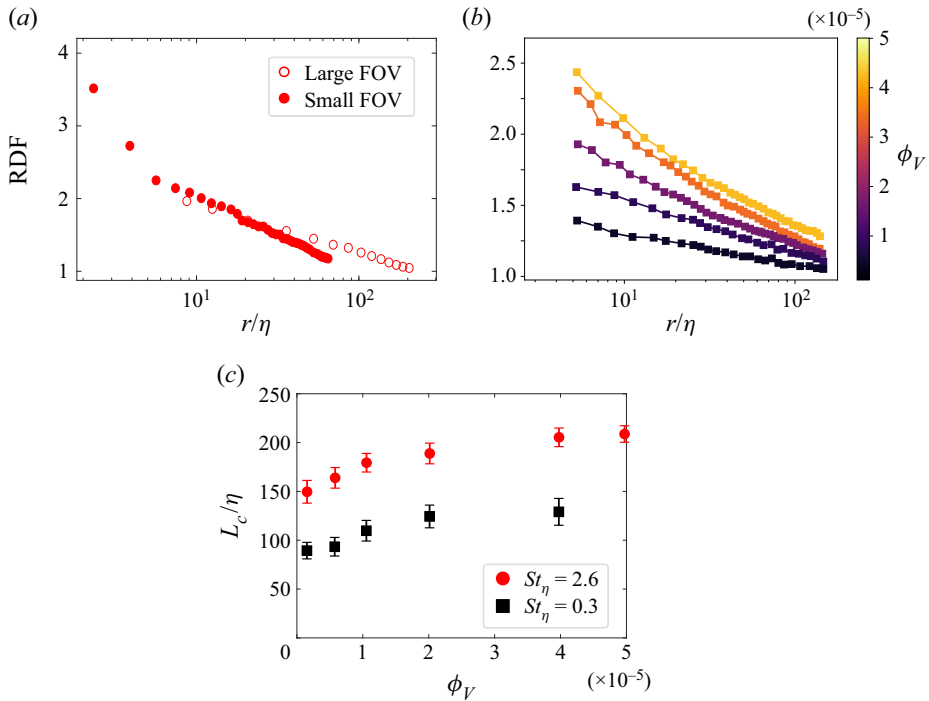 (a)
4
3
2
1
RDF
10¹
10²
r/η
Large FOV
Small FOV
(b)
(×10⁻⁵)
2.5
2.0
1.5
1.0
10¹
10²
r/η
5
4
3
2
1
ϕ_V
(c)
250
200
150
100
50
0
L_c/η
1
2
3
4
5
ϕ_V
(×10⁻⁵)
St_η = 2.6
St_η = 0.3